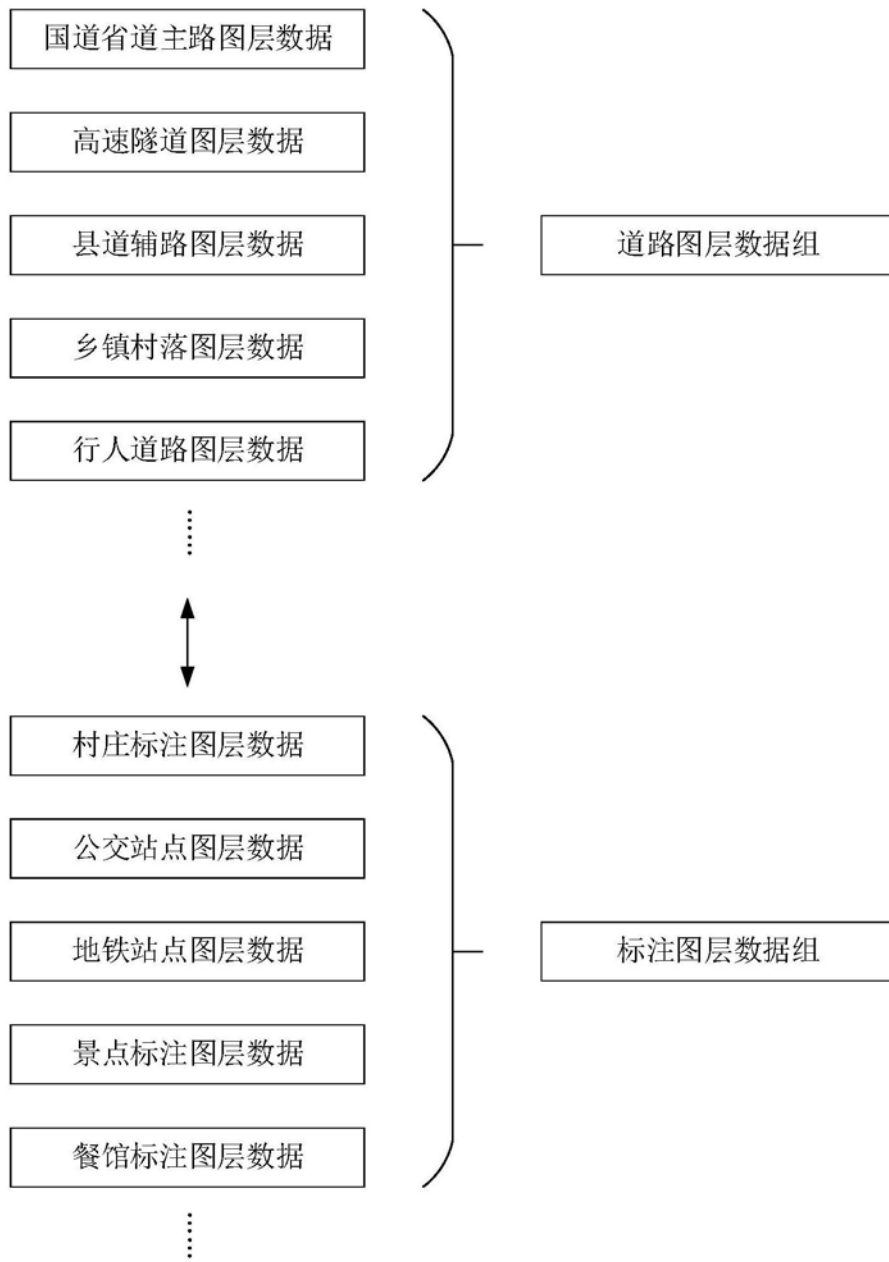 国道省道主路图层数据
高速隧道图层数据
县道辅路图层数据
道路图层数据组
乡镇村落图层数据
行人道路图层数据
村庄标注图层数据
公交站点图层数据
地铁站点图层数据
标注图层数据组
景点标注图层数据
餐馆标注图层数据